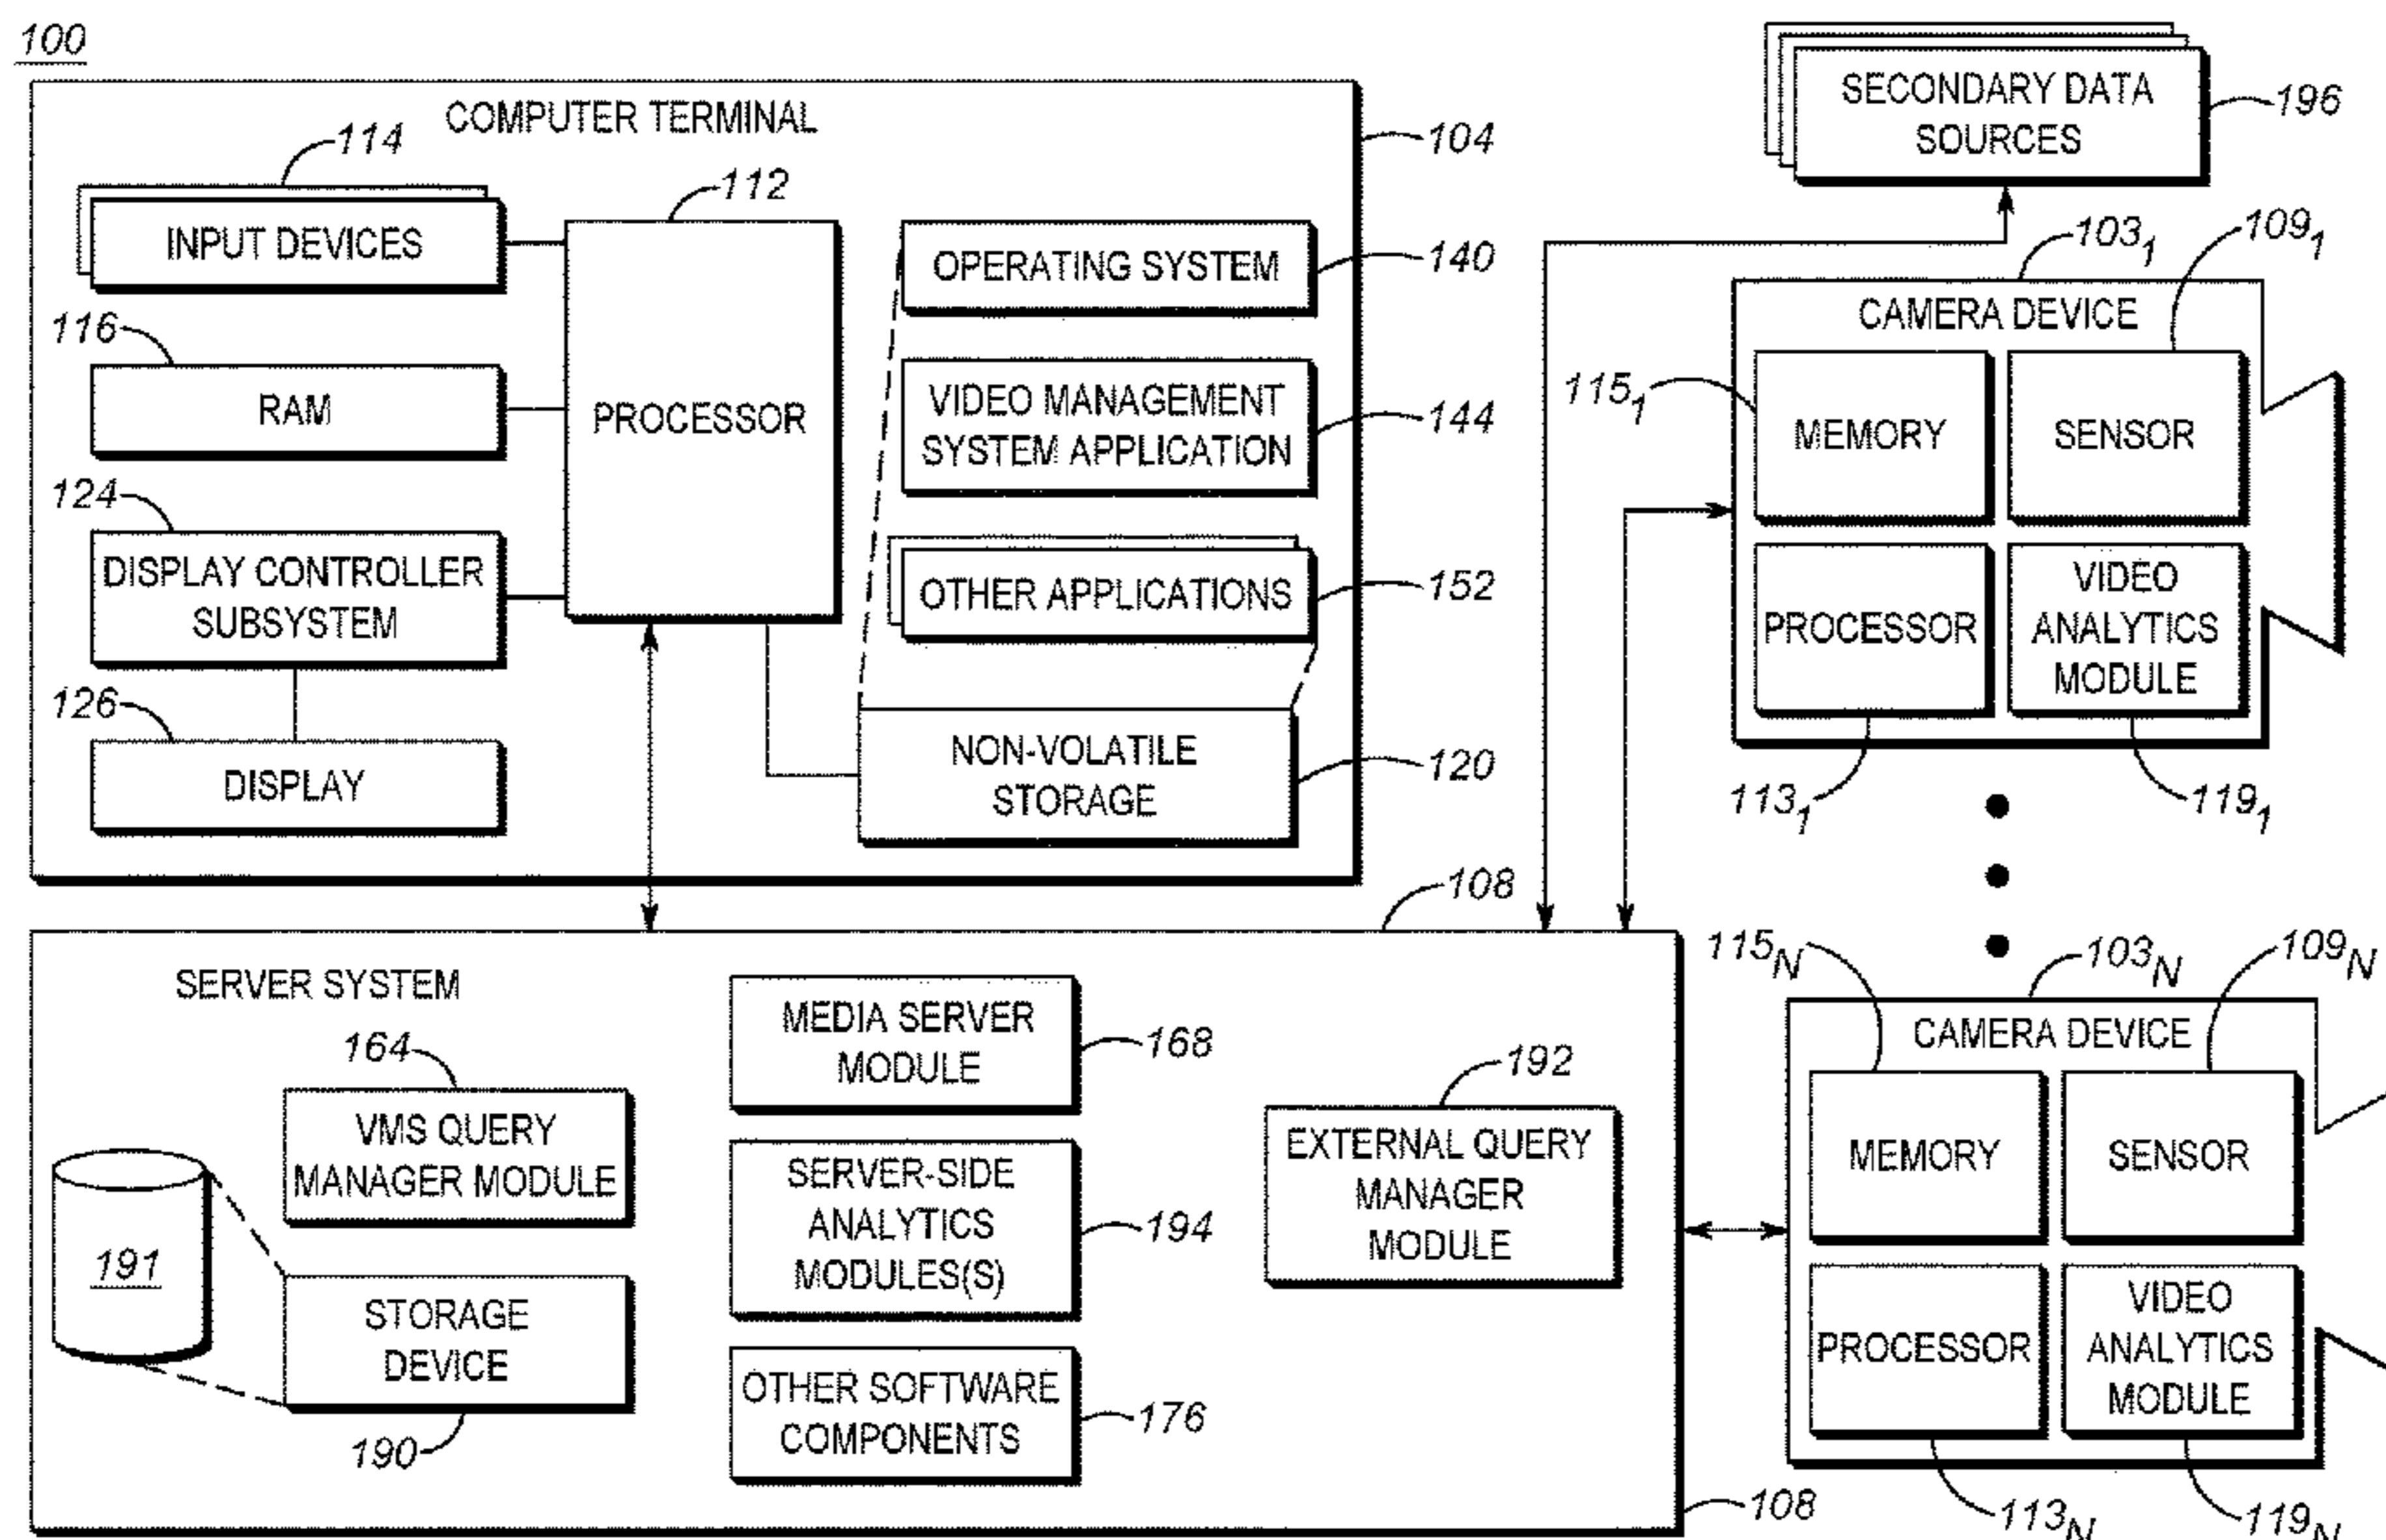 100
COMPUTER TERMINAL
104
114
INPUT DEVICES
112
PROCESSOR
116
RAM
124
DISPLAY CONTROLLER
SUBSYSTEM
126
DISPLAY
OPERATING SYSTEM
140
VIDEO MANAGEMENT
SYSTEM APPLICATION
144
OTHER APPLICATIONS
152
NON-VOLATILE
STORAGE
120
SECONDARY DATA
SOURCES
196
103₁
109₁
CAMERA DEVICE
115₁
MEMORY
SENSOR
PROCESSOR
VIDEO
ANALYTICS
MODULE
113₁
119₁
108
SERVER SYSTEM
164
VMS QUERY
MANAGER MODULE
191
STORAGE
DEVICE
190
MEDIA SERVER
MODULE
168
SERVER-SIDE
ANALYTICS
MODULES(S)
194
OTHER SOFTWARE
COMPONENTS
176
192
EXTERNAL QUERY
MANAGER
MODULE
108
115N
103N
109N
CAMERA DEVICE
MEMORY
SENSOR
PROCESSOR
VIDEO
ANALYTICS
MODULE
113N
119N